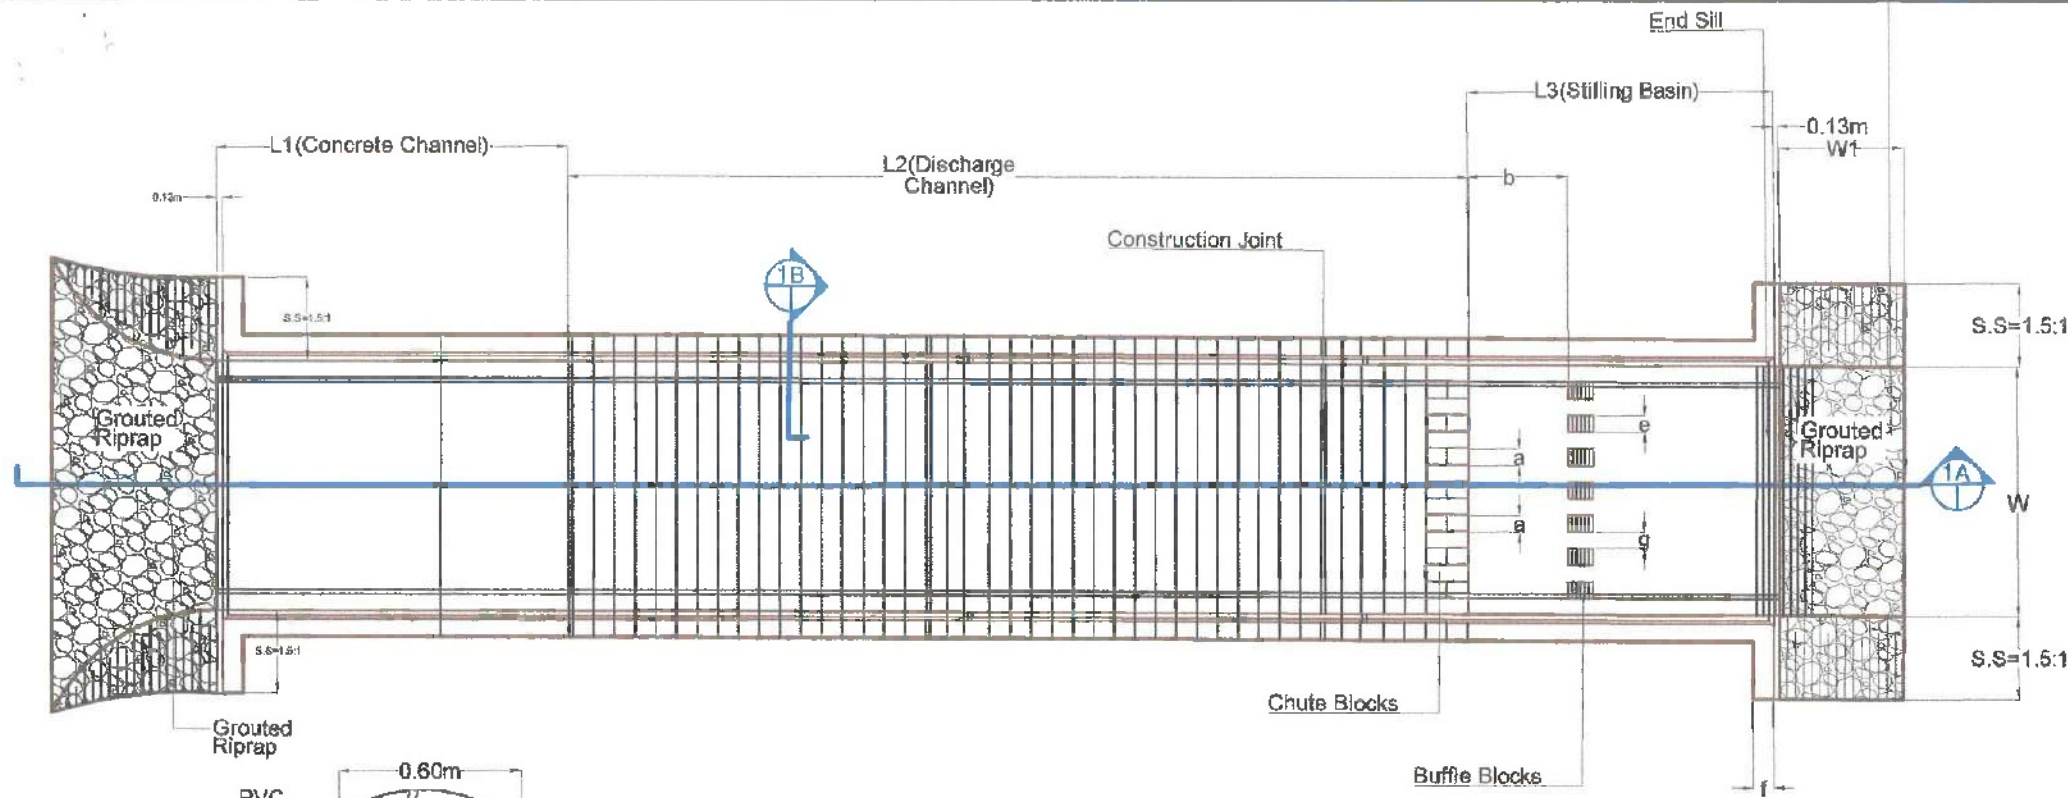 End Sill
L3(Stilling Basin)
0.13m
W1
L1(Concrete Channel)
L2(Discharge
Channel)
b
0.13m
Construction Joint
1B
S.S=1.5:1
S.S=1.5:1
Grouted
Riprap
e
Grouted
Riprap
a
1A
W
a
g
S.S=1.5:1
S.S=1.5:1
Chute Blocks
Grouted
Riprap
0.60m
Buffle Blocks
f
PVC